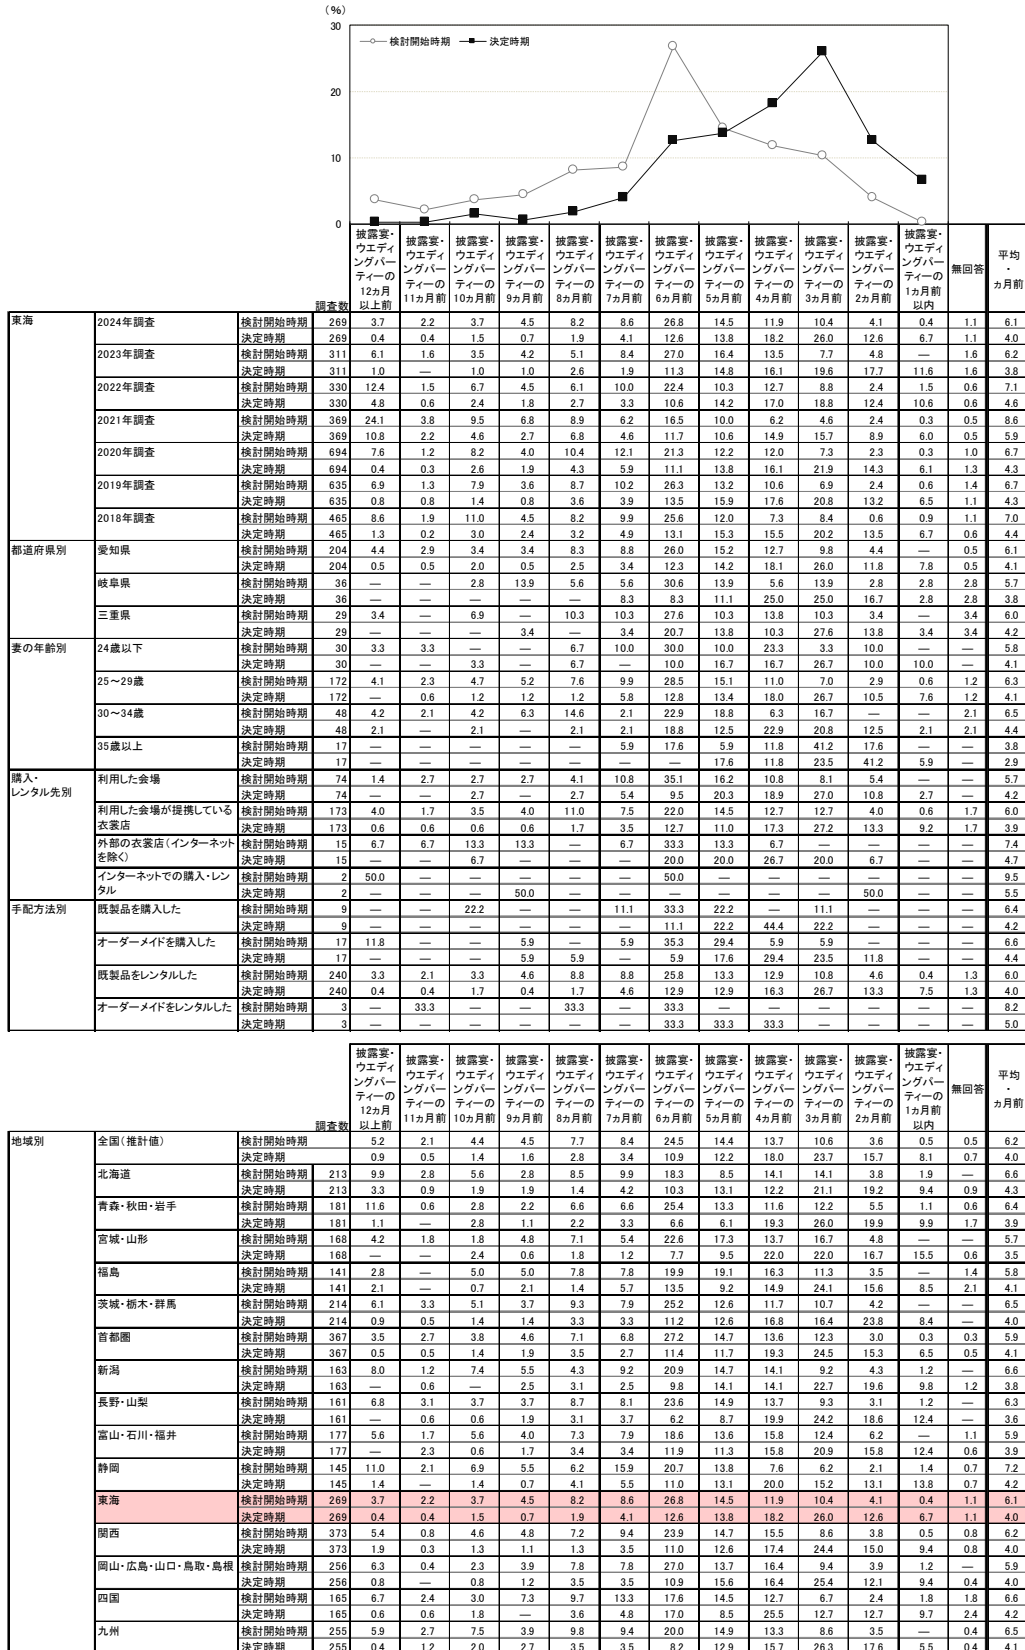 (%)
30
20
10
0
検討開始時期 決定時期
調査数 披露宴・ウエディングパーティーの12ヵ月以上前 披露宴・ウエディングパーティーの11ヵ月前 披露宴・ウエディングパーティーの10ヵ月前 披露宴・ウエディングパーティーの9ヵ月前 披露宴・ウエディングパーティーの8ヵ月前 披露宴・ウエディングパーティーの7ヵ月前 披露宴・ウエディングパーティーの6ヵ月前 披露宴・ウエディングパーティーの5ヵ月前 披露宴・ウエディングパーティーの4ヵ月前 披露宴・ウエディングパーティーの3ヵ月前 披露宴・ウエディングパーティーの2ヵ月前 披露宴・ウエディングパーティーの1ヵ月前以内 無回答 平均・ヵ月前
東海 2024年調査 検討開始時期 269 3.7 2.2 3.7 4.5 8.2 8.6 26.8 14.5 11.9 10.4 4.1 0.4 1.1 6.1
決定時期 269 0.4 0.4 1.5 0.7 1.9 4.1 12.6 13.8 18.2 26.0 12.6 6.7 1.1 4.0
2023年調査 検討開始時期 311 6.1 1.6 3.5 4.2 5.1 8.4 27.0 16.4 13.5 7.7 4.8 — 1.6 6.2
決定時期 311 1.0 — 1.0 1.0 2.6 1.9 11.3 14.8 16.1 19.6 17.7 11.6 1.6 3.8
2022年調査 検討開始時期 330 12.4 1.5 6.7 4.5 6.1 10.0 22.4 10.3 12.7 8.8 2.4 1.5 0.6 7.1
決定時期 330 4.8 0.6 2.4 1.8 2.7 3.3 10.6 14.2 17.0 18.8 12.4 10.6 0.6 4.6
2021年調査 検討開始時期 369 24.1 3.8 9.5 6.8 8.9 6.2 16.5 10.0 6.2 4.6 2.4 0.3 0.5 8.6
決定時期 369 10.8 2.2 4.6 2.7 6.8 4.6 11.7 10.6 14.9 15.7 8.9 6.0 0.5 5.9
2020年調査 検討開始時期 694 7.6 1.2 8.2 4.0 10.4 12.1 21.3 12.2 12.0 7.3 2.3 0.3 1.0 6.7
決定時期 694 0.4 0.3 2.6 1.9 4.3 5.9 11.1 13.8 16.1 21.9 14.3 6.1 1.3 4.3
2019年調査 検討開始時期 635 6.9 1.3 7.9 3.6 8.7 10.2 26.3 13.2 10.6 6.9 2.4 0.6 1.4 6.7
決定時期 635 0.8 0.8 1.4 0.8 3.6 3.9 13.5 15.9 17.6 20.8 13.2 6.5 1.1 4.3
2018年調査 検討開始時期 465 8.6 1.9 11.0 4.5 8.2 9.9 25.6 12.0 7.3 8.4 0.6 0.9 1.1 7.0
決定時期 465 1.3 0.2 3.0 2.4 3.2 4.9 13.1 15.3 15.5 20.2 13.5 6.7 0.6 4.4
都道府県別 愛知県 検討開始時期 204 4.4 2.9 3.4 3.4 8.3 8.8 26.0 15.2 12.7 9.8 4.4 — 0.5 6.1
決定時期 204 0.5 0.5 2.0 0.5 2.5 3.4 12.3 14.2 18.1 26.0 11.8 7.8 0.5 4.1
岐阜県 検討開始時期 36 — — 2.8 13.9 5.6 5.6 30.6 13.9 5.6 13.9 2.8 2.8 2.8 5.7
決定時期 36 — — — — — 8.3 8.3 11.1 25.0 25.0 16.7 2.8 2.8 3.8
三重県 検討開始時期 29 3.4 — 6.9 — 10.3 10.3 27.6 10.3 13.8 10.3 3.4 — 3.4 6.0
決定時期 29 — — — 3.4 — 3.4 20.7 13.8 10.3 27.6 13.8 3.4 3.4 4.2
妻の年齢別 24歳以下 検討開始時期 30 3.3 3.3 — — 6.7 10.0 30.0 10.0 23.3 3.3 10.0 — — 5.8
決定時期 30 — — 3.3 — 6.7 — 10.0 16.7 16.7 26.7 10.0 10.0 — 4.1
25～29歳 検討開始時期 172 4.1 2.3 4.7 5.2 7.6 9.9 28.5 15.1 11.0 7.0 2.9 0.6 1.2 6.3
決定時期 172 — 0.6 1.2 1.2 1.2 5.8 12.8 13.4 18.0 26.7 10.5 7.6 1.2 4.1
30～34歳 検討開始時期 48 4.2 2.1 4.2 6.3 14.6 2.1 22.9 18.8 6.3 16.7 — — 2.1 6.5
決定時期 48 2.1 — 2.1 — 2.1 2.1 18.8 12.5 22.9 20.8 12.5 2.1 2.1 4.4
35歳以上 検討開始時期 17 — — — — — 5.9 17.6 5.9 11.8 41.2 17.6 — — 3.8
決定時期 17 — — — — — — — 17.6 11.8 23.5 41.2 5.9 — 2.9
購入・レンタル先別 利用した会場 検討開始時期 74 1.4 2.7 2.7 2.7 4.1 10.8 35.1 16.2 10.8 8.1 5.4 — — 5.7
決定時期 74 — — 2.7 — 2.7 5.4 9.5 20.3 18.9 27.0 10.8 2.7 — 4.2
利用した会場が提携している衣裳店 検討開始時期 173 4.0 1.7 3.5 4.0 11.0 7.5 22.0 14.5 12.7 12.7 4.0 0.6 1.7 6.0
決定時期 173 0.6 0.6 0.6 0.6 1.7 3.5 12.7 11.0 17.3 27.2 13.3 9.2 1.7 3.9
外部の衣裳店（インターネットを除く） 検討開始時期 15 6.7 6.7 13.3 13.3 — 6.7 33.3 13.3 6.7 — — — — 7.4
決定時期 15 — — 6.7 — — — 20.0 20.0 26.7 20.0 6.7 — — 4.7
インターネットでの購入・レンタル 検討開始時期 2 50.0 — — — — — 50.0 — — — — — — 9.5
決定時期 2 — — — 50.0 — — — — — — 50.0 — — 5.5
手配方法別 既製品を購入した 検討開始時期 9 — — 22.2 — — 11.1 33.3 22.2 — 11.1 — — — 6.4
決定時期 9 — — — — — — 11.1 22.2 44.4 22.2 — — — 4.2
オーダーメイドを購入した 検討開始時期 17 11.8 — — 5.9 — 5.9 35.3 29.4 5.9 5.9 — — — 6.6
決定時期 17 — — — 5.9 5.9 — 5.9 17.6 29.4 23.5 11.8 — — 4.4
既製品をレンタルした 検討開始時期 240 3.3 2.1 3.3 4.6 8.8 8.8 25.8 13.3 12.9 10.8 4.6 0.4 1.3 6.0
決定時期 240 0.4 0.4 1.7 0.4 1.7 4.6 12.9 12.9 16.3 26.7 13.3 7.5 1.3 4.0
オーダーメイドをレンタルした 検討開始時期 3 — 33.3 — — 33.3 — 33.3 — — — — — — 8.2
決定時期 3 — — — — — — 33.3 33.3 33.3 — — — — 5.0
調査数 披露宴・ウエディングパーティーの12ヵ月以上前 披露宴・ウエディングパーティーの11ヵ月前 披露宴・ウエディングパーティーの10ヵ月前 披露宴・ウエディングパーティーの9ヵ月前 披露宴・ウエディングパーティーの8ヵ月前 披露宴・ウエディングパーティーの7ヵ月前 披露宴・ウエディングパーティーの6ヵ月前 披露宴・ウエディングパーティーの5ヵ月前 披露宴・ウエディングパーティーの4ヵ月前 披露宴・ウエディングパーティーの3ヵ月前 披露宴・ウエディングパーティーの2ヵ月前 披露宴・ウエディングパーティーの1ヵ月前以内 無回答 平均・ヵ月前
地域別 全国（推計値） 検討開始時期 5.2 2.1 4.4 4.5 7.7 8.4 24.5 14.4 13.7 10.6 3.6 0.5 0.5 6.2
決定時期 0.9 0.5 1.4 1.6 2.8 3.4 10.9 12.2 18.0 23.7 15.7 8.1 0.7 4.0
北海道 検討開始時期 213 9.9 2.8 5.6 2.8 8.5 9.9 18.3 8.5 14.1 14.1 3.8 1.9 — 6.6
決定時期 213 3.3 0.9 1.9 1.9 1.4 4.2 10.3 13.1 12.2 21.1 19.2 9.4 0.9 4.3
青森・秋田・岩手 検討開始時期 181 11.6 0.6 2.8 2.2 6.6 6.6 25.4 13.3 11.6 12.2 5.5 1.1 0.6 6.4
決定時期 181 1.1 — 2.8 1.1 2.2 3.3 6.6 6.1 19.3 26.0 19.9 9.9 1.7 3.9
宮城・山形 検討開始時期 168 4.2 1.8 1.8 4.8 7.1 5.4 22.6 17.3 13.7 16.7 4.8 — — 5.7
決定時期 168 — — 2.4 0.6 1.8 1.2 7.7 9.5 22.0 22.0 16.7 15.5 0.6 3.5
福島 検討開始時期 141 2.8 — 5.0 5.0 7.8 7.8 19.9 19.1 16.3 11.3 3.5 — 1.4 5.8
決定時期 141 2.1 — 0.7 2.1 1.4 5.7 13.5 9.2 14.9 24.1 15.6 8.5 2.1 4.1
茨城・栃木・群馬 検討開始時期 214 6.1 3.3 5.1 3.7 9.3 7.9 25.2 12.6 11.7 10.7 4.2 — — 6.5
決定時期 214 0.9 0.5 1.4 1.4 3.3 3.3 11.2 12.6 16.8 16.4 23.8 8.4 — 4.0
首都圏 検討開始時期 367 3.5 2.7 3.8 4.6 7.1 6.8 27.2 14.7 13.6 12.3 3.0 0.3 0.3 5.9
決定時期 367 0.5 0.5 1.4 1.9 3.5 2.7 11.4 11.7 19.3 24.5 15.3 6.5 0.5 4.1
新潟 検討開始時期 163 8.0 1.2 7.4 5.5 4.3 9.2 20.9 14.7 14.1 9.2 4.3 1.2 — 6.6
決定時期 163 — 0.6 — 2.5 3.1 2.5 9.8 14.1 14.1 22.7 19.6 9.8 1.2 3.8
長野・山梨 検討開始時期 161 6.8 3.1 3.7 3.7 8.7 8.1 23.6 14.9 13.7 9.3 3.1 1.2 — 6.3
決定時期 161 — 0.6 0.6 1.9 3.1 3.7 6.2 8.7 19.9 24.2 18.6 12.4 — 3.6
富山・石川・福井 検討開始時期 177 5.6 1.7 5.6 4.0 7.3 7.9 18.6 13.6 15.8 12.4 6.2 — 1.1 5.9
決定時期 177 — 2.3 0.6 1.7 3.4 3.4 11.9 11.3 15.8 20.9 15.8 12.4 0.6 3.9
静岡 検討開始時期 145 11.0 2.1 6.9 5.5 6.2 15.9 20.7 13.8 7.6 6.2 2.1 1.4 0.7 7.2
決定時期 145 1.4 — 1.4 0.7 4.1 5.5 11.0 13.1 20.0 15.2 13.1 13.8 0.7 4.2
東海 検討開始時期 269 3.7 2.2 3.7 4.5 8.2 8.6 26.8 14.5 11.9 10.4 4.1 0.4 1.1 6.1
決定時期 269 0.4 0.4 1.5 0.7 1.9 4.1 12.6 13.8 18.2 26.0 12.6 6.7 1.1 4.0
関西 検討開始時期 373 5.4 0.8 4.6 4.8 7.2 9.4 23.9 14.7 15.5 8.6 3.8 0.5 0.8 6.2
決定時期 373 1.9 0.3 1.3 1.1 1.3 3.5 11.0 12.6 17.4 24.4 15.0 9.4 0.8 4.0
岡山・広島・山口・鳥取・島根 検討開始時期 256 6.3 0.4 2.3 3.9 7.8 7.8 27.0 13.7 16.4 9.4 3.9 1.2 — 5.9
決定時期 256 0.8 — 0.8 1.2 3.5 3.5 10.9 15.6 16.4 25.4 12.1 9.4 0.4 4.0
四国 検討開始時期 165 6.7 2.4 3.0 7.3 9.7 13.3 17.6 14.5 12.7 6.7 2.4 1.8 1.8 6.6
決定時期 165 0.6 0.6 1.8 — 3.6 4.8 17.0 8.5 25.5 12.7 12.7 9.7 2.4 4.2
九州 検討開始時期 255 5.9 2.7 7.5 3.9 9.8 9.4 20.0 14.9 13.3 8.6 3.5 — 0.4 6.5
決定時期 255 0.4 1.2 2.0 2.7 3.5 3.5 8.2 12.9 15.7 26.3 17.6 5.5 0.4 4.1